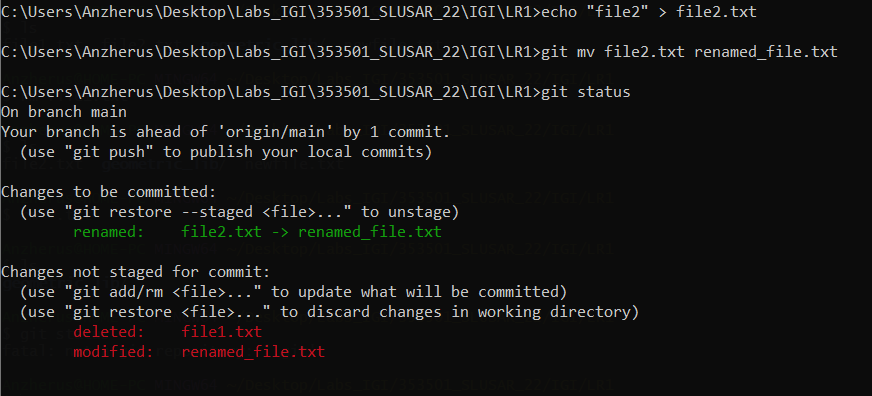 C:\Users\Anzherus\Desktop\Labs_IGI\353501_SLUSAR_22\IGI\LR1>echo "file2" > file2.txt
C:\Users\Anzherus\Desktop\Labs_IGI\353501_SLUSAR_22\IGI\LR1>git mv file2.txt renamed_file.txt
C:\Users\Anzherus\Desktop\Labs_IGI\353501_SLUSAR_22\IGI\LR1>git status
On branch main
Your branch is ahead of 'origin/main' by 1 commit.
  (use "git push" to publish your local commits)
Changes to be committed:
  (use "git restore --staged <file>..." to unstage)
        renamed:    file2.txt -> renamed_file.txt
Changes not staged for commit:
  (use "git add/rm <file>..." to update what will be committed)
  (use "git restore <file>..." to discard changes in working directory)
        deleted:    file1.txt
        modified:   renamed_file.txt